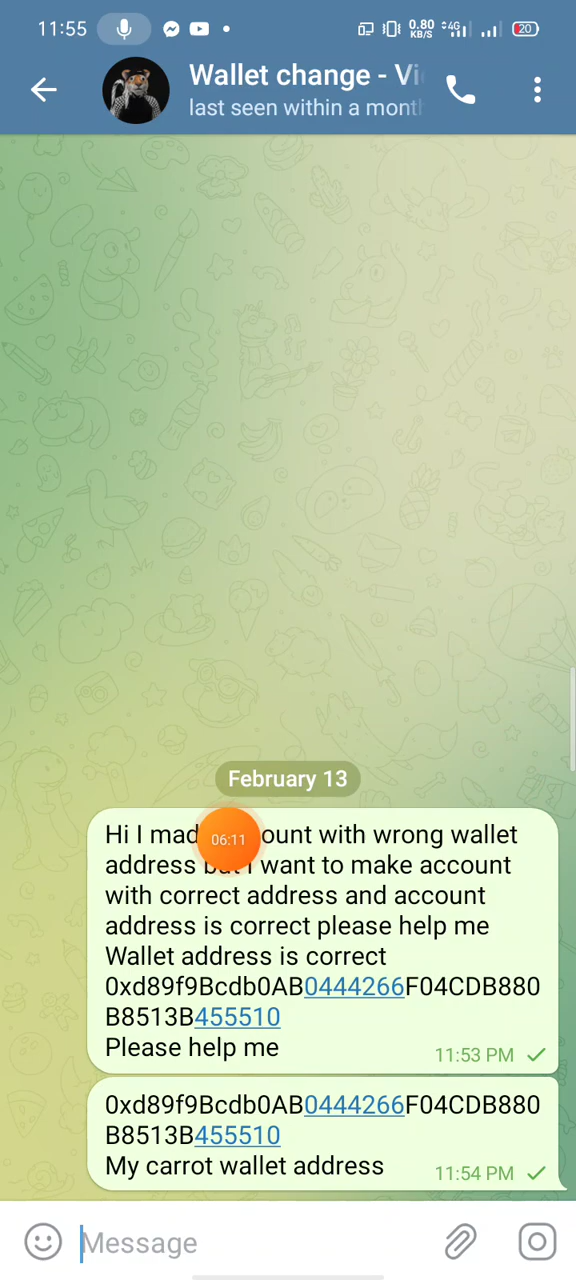 11:55
0.80
KB/S
4G
20
Wallet change - Vi
last seen within a mont
February 13
Hi I mad ount with wrong wallet
address but I want to make account
with correct address and account
address is correct please help me
Wallet address is correct
0xd89f9Bcdb0AB0444266F04CDB880
B8513B455510
Please help me
11:53 PM
0xd89f9Bcdb0AB0444266F04CDB880
B8513B455510
My carrot wallet address
11:54 PM
06:11
Message